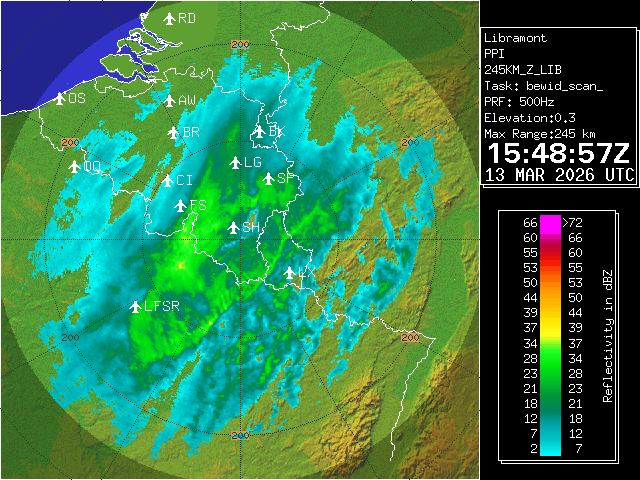 RD
200
OS
AW
BR
BK
200
200
QQ
LG
CI
SP
FS
SH
LX
LFSR
200
200
200
Libramont
PPI
245KM_Z_LIB
Task: bewid_scan_
PRF: 500Hz
Elevation:0.3
Max Range:245 km
15:48:57Z
13 MAR 2026 UTC
66 >72
60 66
55 60
53 55
50 53
44 50
39 44
37 39
34 37
28 34
23 28
21 23
18 21
12 18
7 12
2 7
Reflectivity in dBZ